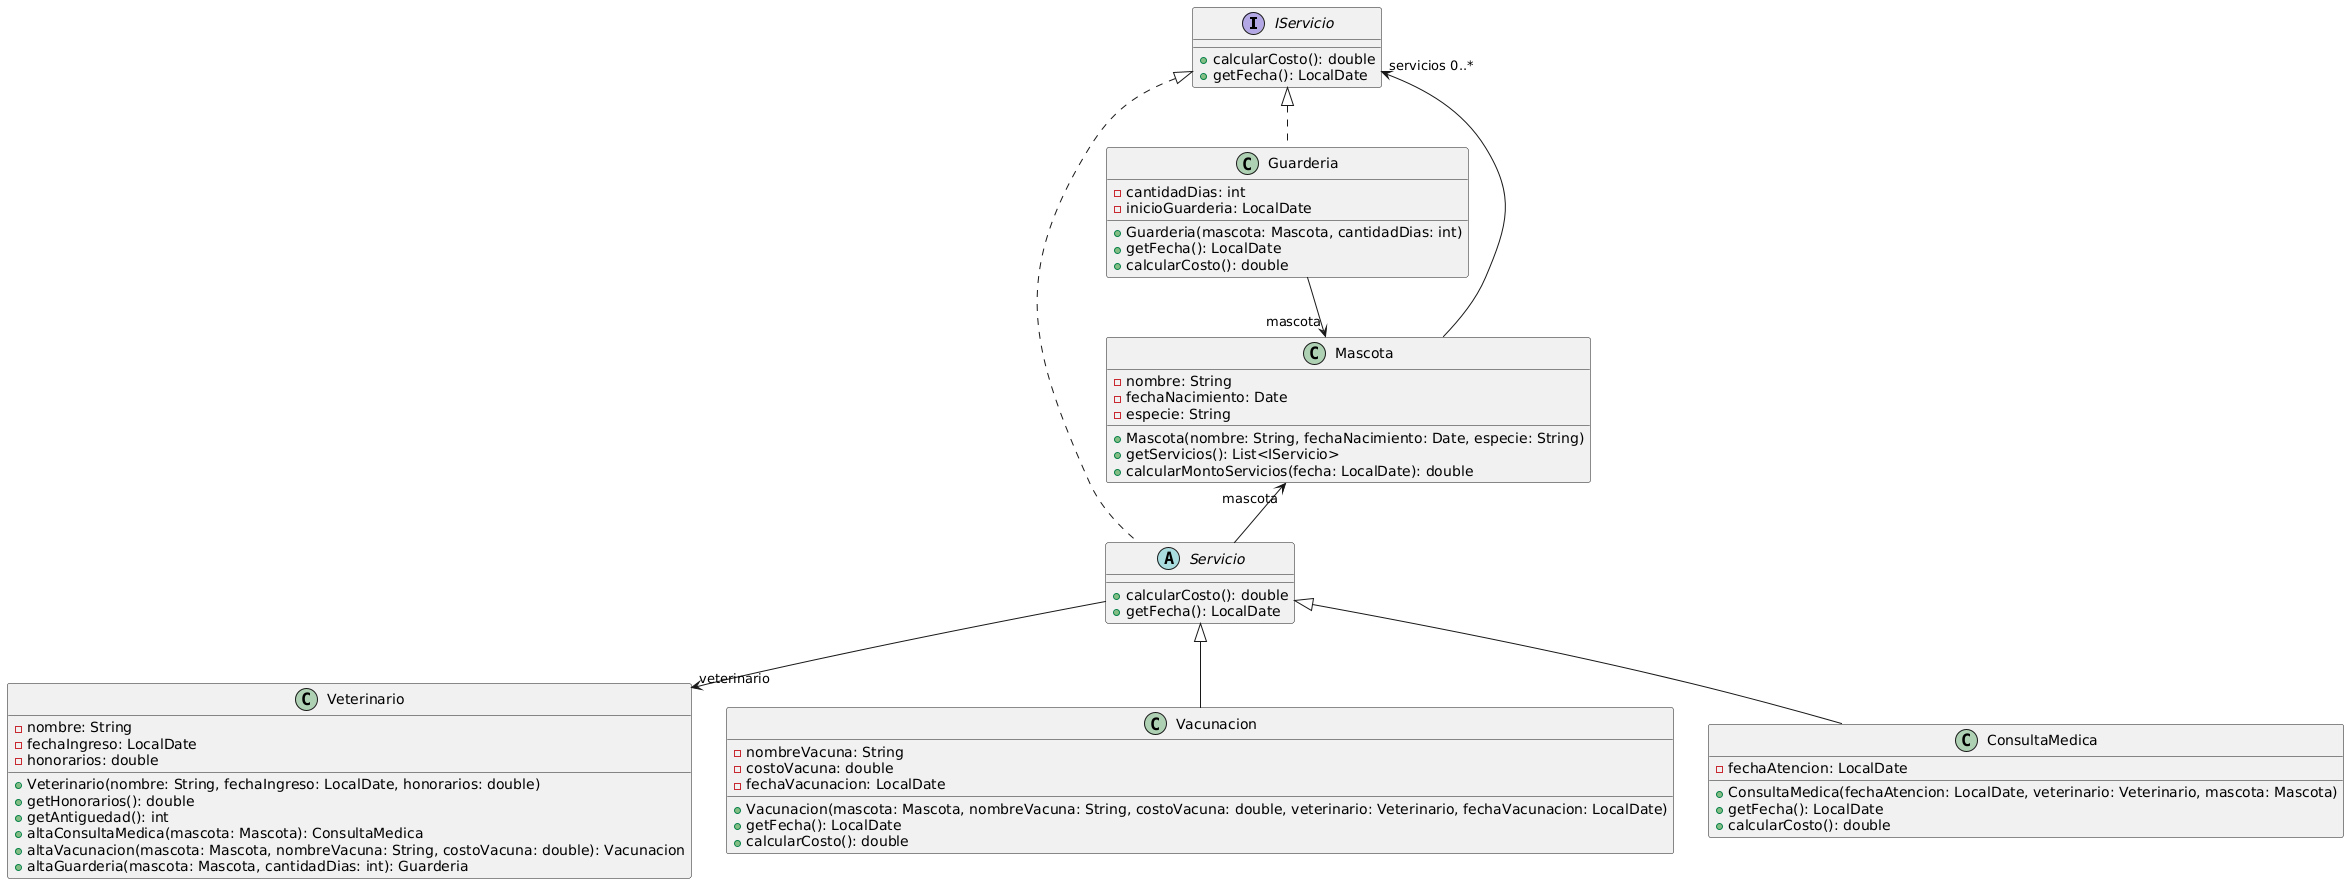 I IServicio
calcularCosto(): double
getFecha(): LocalDate
servicios 0..*
C Guarderia
cantidadDias: int
inicioGuarderia: LocalDate
Guarderia(mascota: Mascota, cantidadDias: int)
getFecha(): LocalDate
calcularCosto(): double
mascota
C Mascota
nombre: String
fechaNacimiento: Date
especie: String
Mascota(nombre: String, fechaNacimiento: Date, especie: String)
getServicios(): List<IServicio>
calcularMontoServicios(fecha: LocalDate): double
mascota
A Servicio
calcularCosto(): double
getFecha(): LocalDate
veterinario
C Veterinario
nombre: String
fechaIngreso: LocalDate
honorarios: double
Veterinario(nombre: String, fechaIngreso: LocalDate, honorarios: double)
getHonorarios(): double
getAntiguedad(): int
altaConsultaMedica(mascota: Mascota): ConsultaMedica
altaVacunacion(mascota: Mascota, nombreVacuna: String, costoVacuna: double): Vacunacion
altaGuarderia(mascota: Mascota, cantidadDias: int): Guarderia
C Vacunacion
nombreVacuna: String
costoVacuna: double
fechaVacunacion: LocalDate
Vacunacion(mascota: Mascota, nombreVacuna: String, costoVacuna: double, veterinario: Veterinario, fechaVacunacion: LocalDate)
getFecha(): LocalDate
calcularCosto(): double
C ConsultaMedica
fechaAtencion: LocalDate
ConsultaMedica(fechaAtencion: LocalDate, veterinario: Veterinario, mascota: Mascota)
getFecha(): LocalDate
calcularCosto(): double